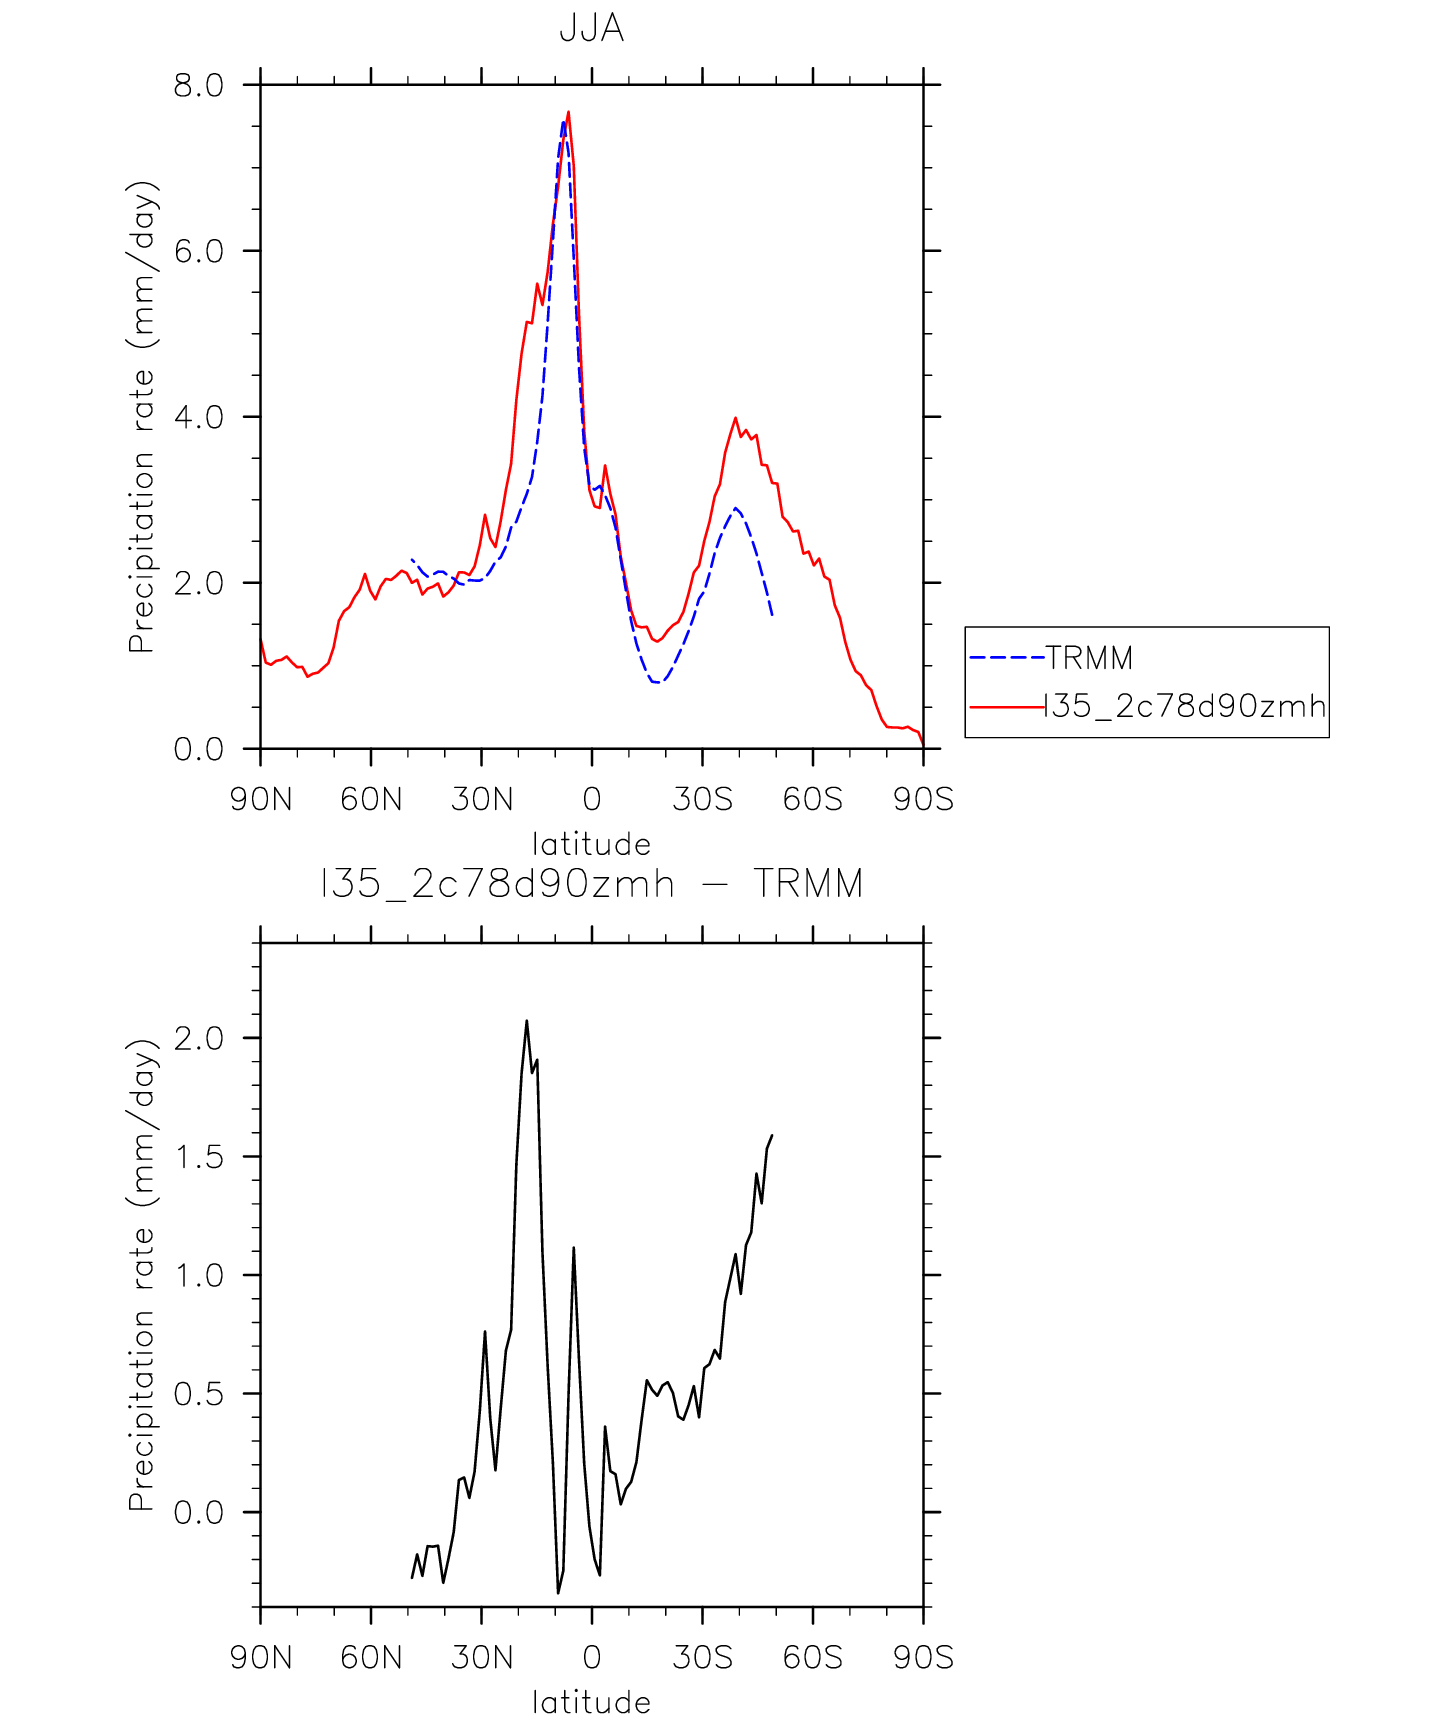 JJA
8.0
6.0
4.0
2.0
0.0
Precipitation rate (mm/day)
90N 60N 30N 0 30S 60S 90S
latitude
TRMM
I35_2c78d90zmh
I35_2c78d90zmh − TRMM
2.0
1.5
1.0
0.5
0.0
Precipitation rate (mm/day)
90N 60N 30N 0 30S 60S 90S
latitude